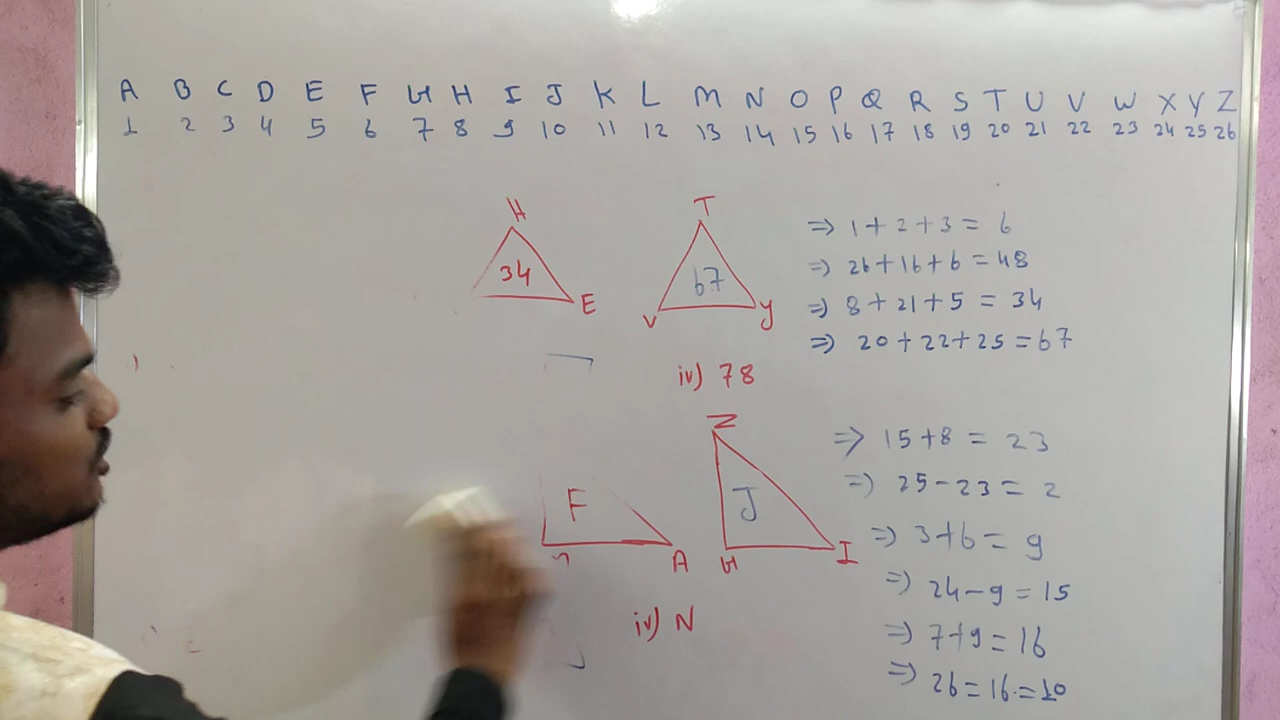 A B C D E F G H I J K L M N O P Q R S T U V W X Y Z
1 2 3 4 5 6 7 8 9 10 11 12 13 14 15 16 17 18 19 20 21 22 23 24 25 26
H
34
E
T
67
V
y
⇒ 1 + 2 + 3 = 6
⇒ 26 + 16 + 6 = 48
⇒ 8 + 21 + 5 = 34
⇒ 20 + 22 + 25 = 67
iv) 78
F
A
Z
J
G
I
iv) N
⇒ 15 + 8 = 23
⇒ 25 - 23 = 2
⇒ 3 + 6 = 9
⇒ 24 - 9 = 15
⇒ 7 + 9 = 16
⇒ 26 = 16 = 10